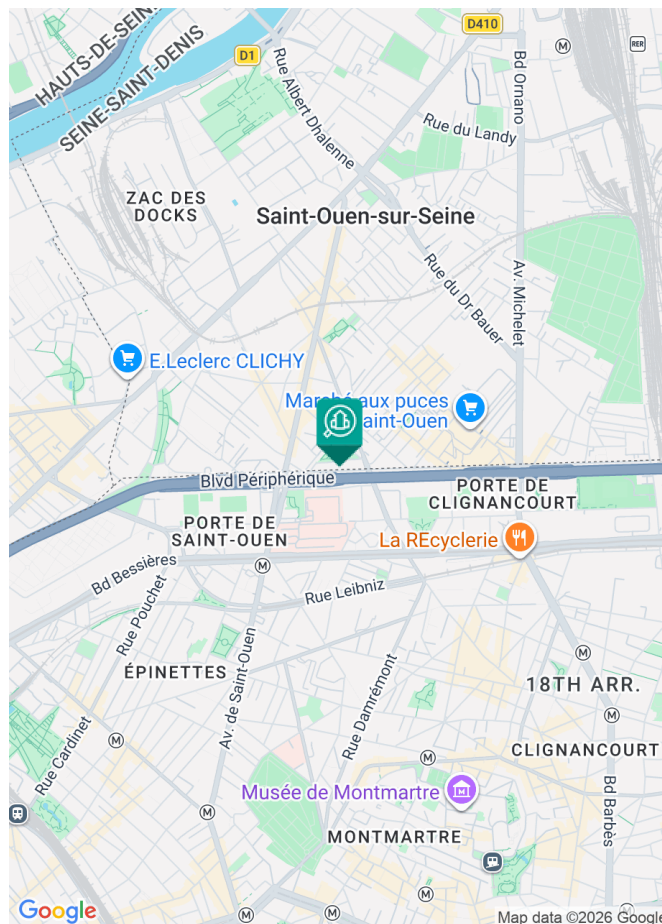 HAUTS-DE-SEINE
SEINE-SAINT-DENIS
D1
D410
M
RER
Rue Albert Dhalenne
Bd Ornano
Rue du Landy
ZAC DES
DOCKS
Saint-Ouen-sur-Seine
Rue du Dr Bauer
Av. Michelet
E.Leclerc CLICHY
Marché aux puces
Saint-Ouen
Blvd Périphérique
PORTE DE
CLIGNANCOURT
PORTE DE
SAINT-OUEN
La REcyclerie
Bd Bessières
M
Rue Leibniz
Rue Pouchet
M
ÉPINETTES
Av. de Saint-Ouen
Rue Damrémont
18TH ARR.
M
Rue Cardinet
M
M
CLIGNANCOURT
Musée de Montmartre
M
Bd Barbès
MONTMARTRE
M
M
M
Google
Map data ©2026 Google